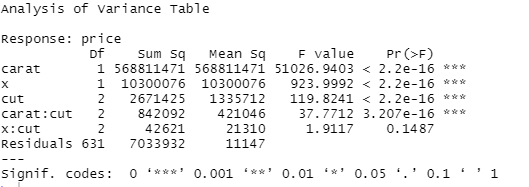 Analysis of Variance Table
Response: price
Df Sum Sq Mean Sq F value Pr(>F)
carat 1 568811471 568811471 51026.9403 < 2.2e-16 ***
x 1 10300076 10300076 923.9992 < 2.2e-16 ***
cut 2 2671425 1335712 119.8241 < 2.2e-16 ***
carat:cut 2 842092 421046 37.7712 3.207e-16 ***
x:cut 2 42621 21310 1.9117 0.1487
Residuals 631 7033932 11147
---
Signif. codes: 0 ‘***’ 0.001 ‘**’ 0.01 ‘*’ 0.05 ‘.’ 0.1 ‘ ’ 1